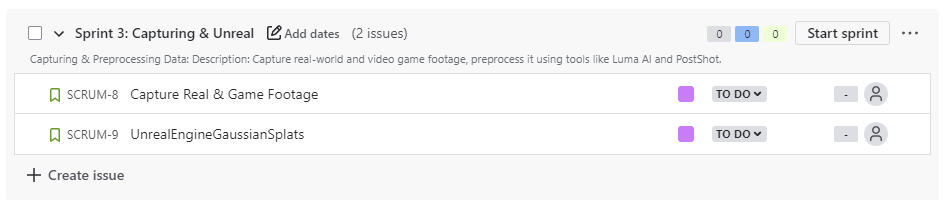 Sprint 3: Capturing & Unreal Add dates (2 issues) 0 0 0 Start sprint
Capturing & Preprocessing Data: Description: Capture real-world and video game footage, preprocess it using tools like Luma AI and PostShot.
SCRUM-8 Capture Real & Game Footage TO DO -
SCRUM-9 UnrealEngineGaussianSplats TO DO -
+ Create issue